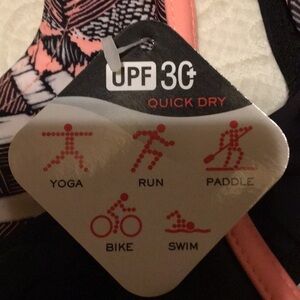 UPF 30+
QUICK DRY
YOGA RUN PADDLE
BIKE SWIM